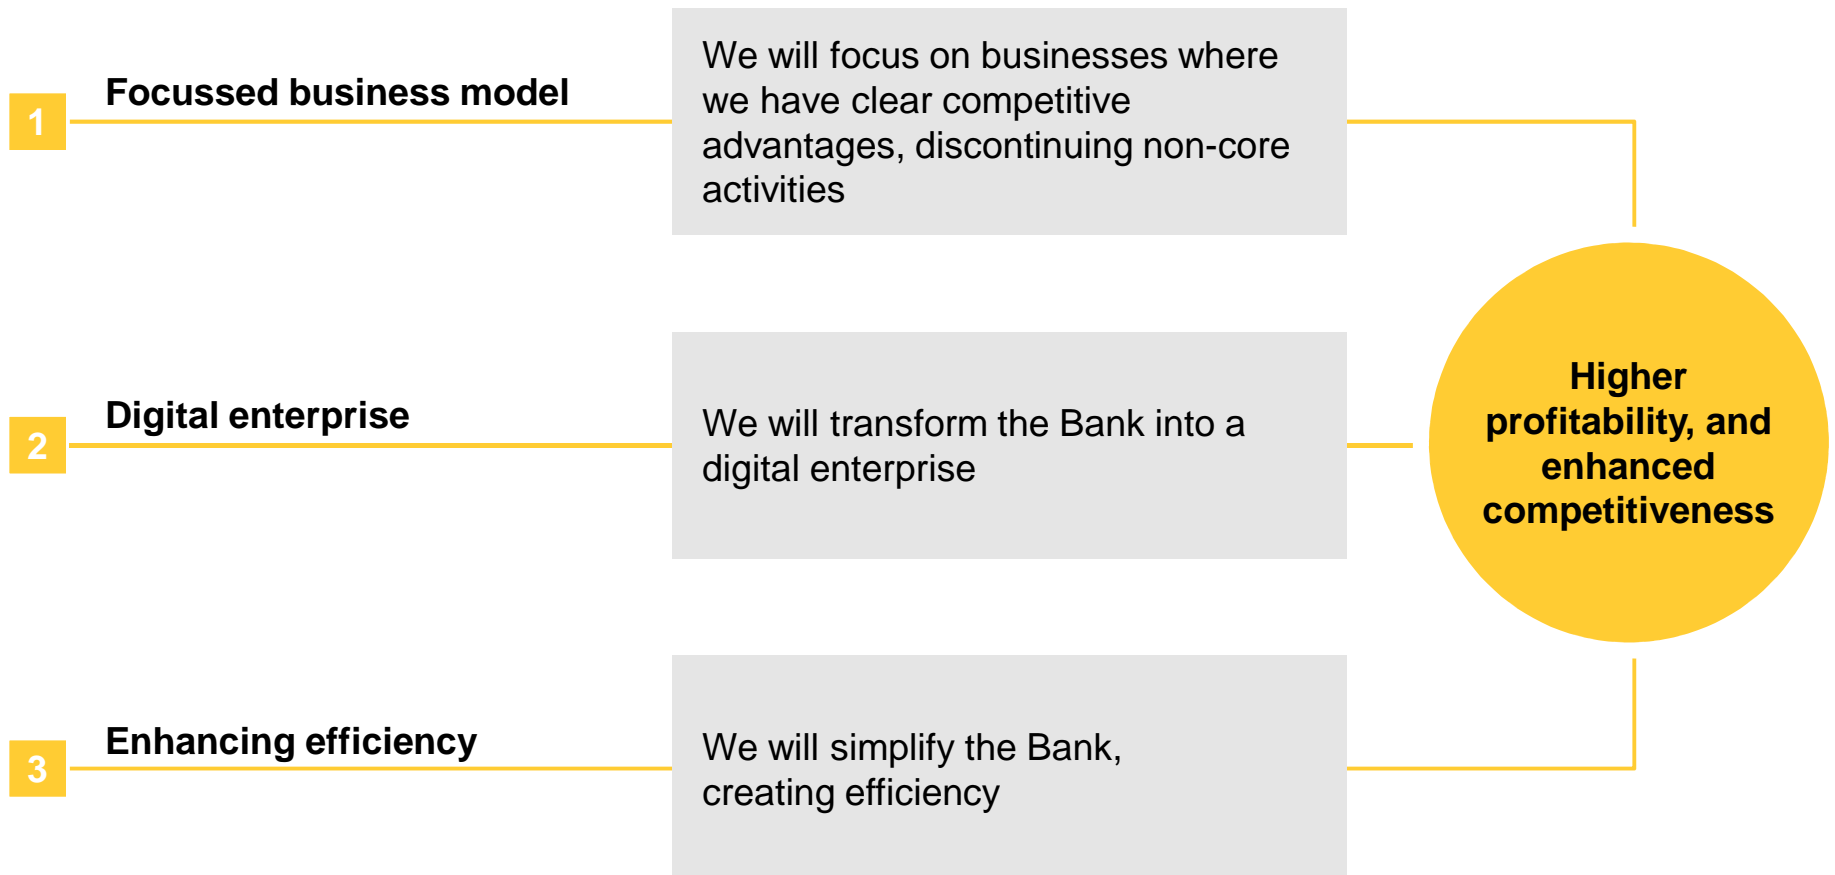 1
Focussed business model
We will focus on businesses where
we have clear competitive
advantages, discontinuing non-core
activities
2
Digital enterprise
We will transform the Bank into a
digital enterprise
3
Enhancing efficiency
We will simplify the Bank,
creating efficiency
Higher
profitability, and
enhanced
competitiveness